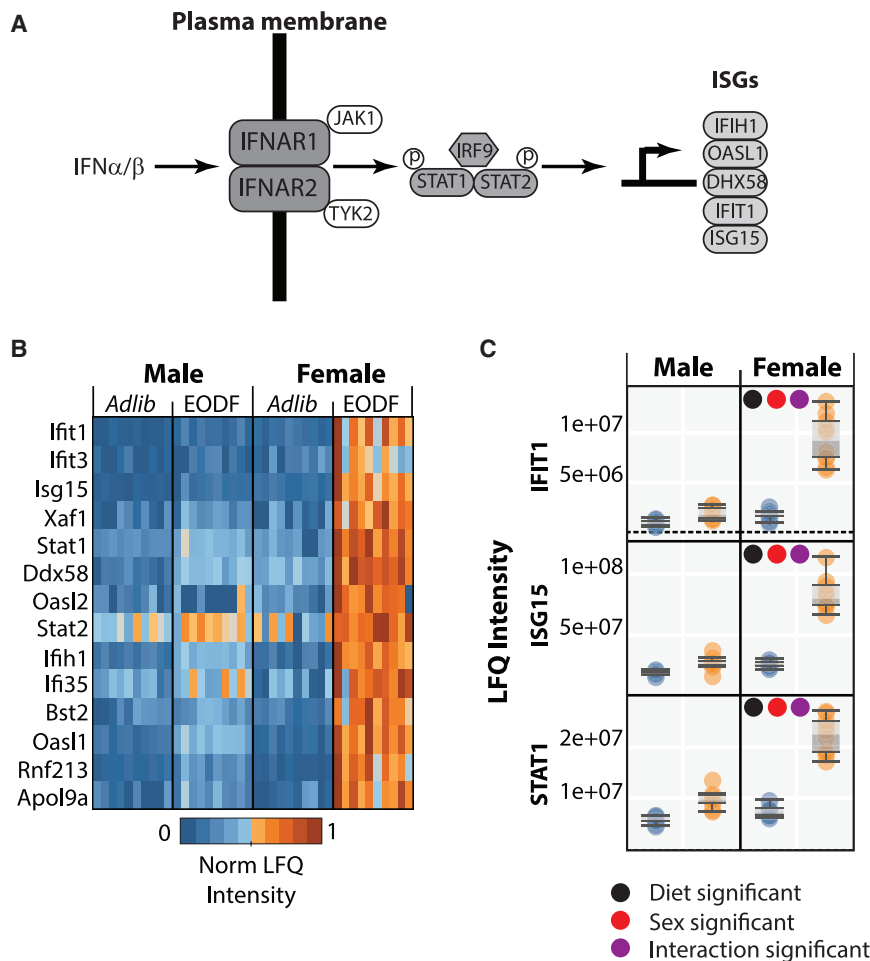 A
Plasma membrane
ISGs
IFNα/β
IFNAR1
IFNAR2
JAK1
TYK2
p
p
IRF9
STAT1
STAT2
IFIH1
OASL1
DHX58
IFIT1
ISG15
B
Male
Female
Adlib
EODF
Adlib
EODF
Ifit1
Ifit3
Isg15
Xaf1
Stat1
Ddx58
Oasl2
Stat2
Ifih1
Ifi35
Bst2
Oasl1
Rnf213
Apol9a
0
1
Norm LFQ
Intensity
C
Male
Female
LFQ Intensity
IFIT1
1e+07
5e+06
ISG15
1e+08
5e+07
STAT1
2e+07
1e+07
Diet significant
Sex significant
Interaction significant